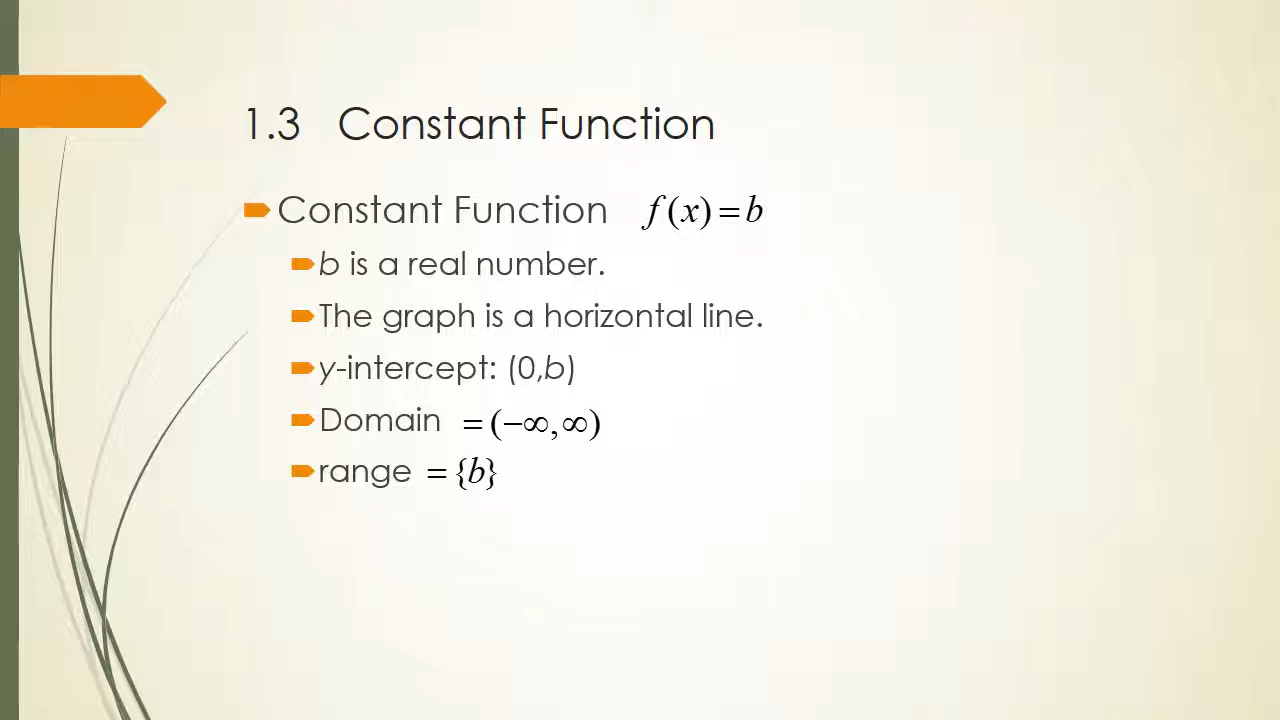 1.3 Constant Function
Constant Function f(x) = b
b is a real number.
The graph is a horizontal line.
y-intercept: (0,b)
Domain = (−∞, ∞)
range = {b}